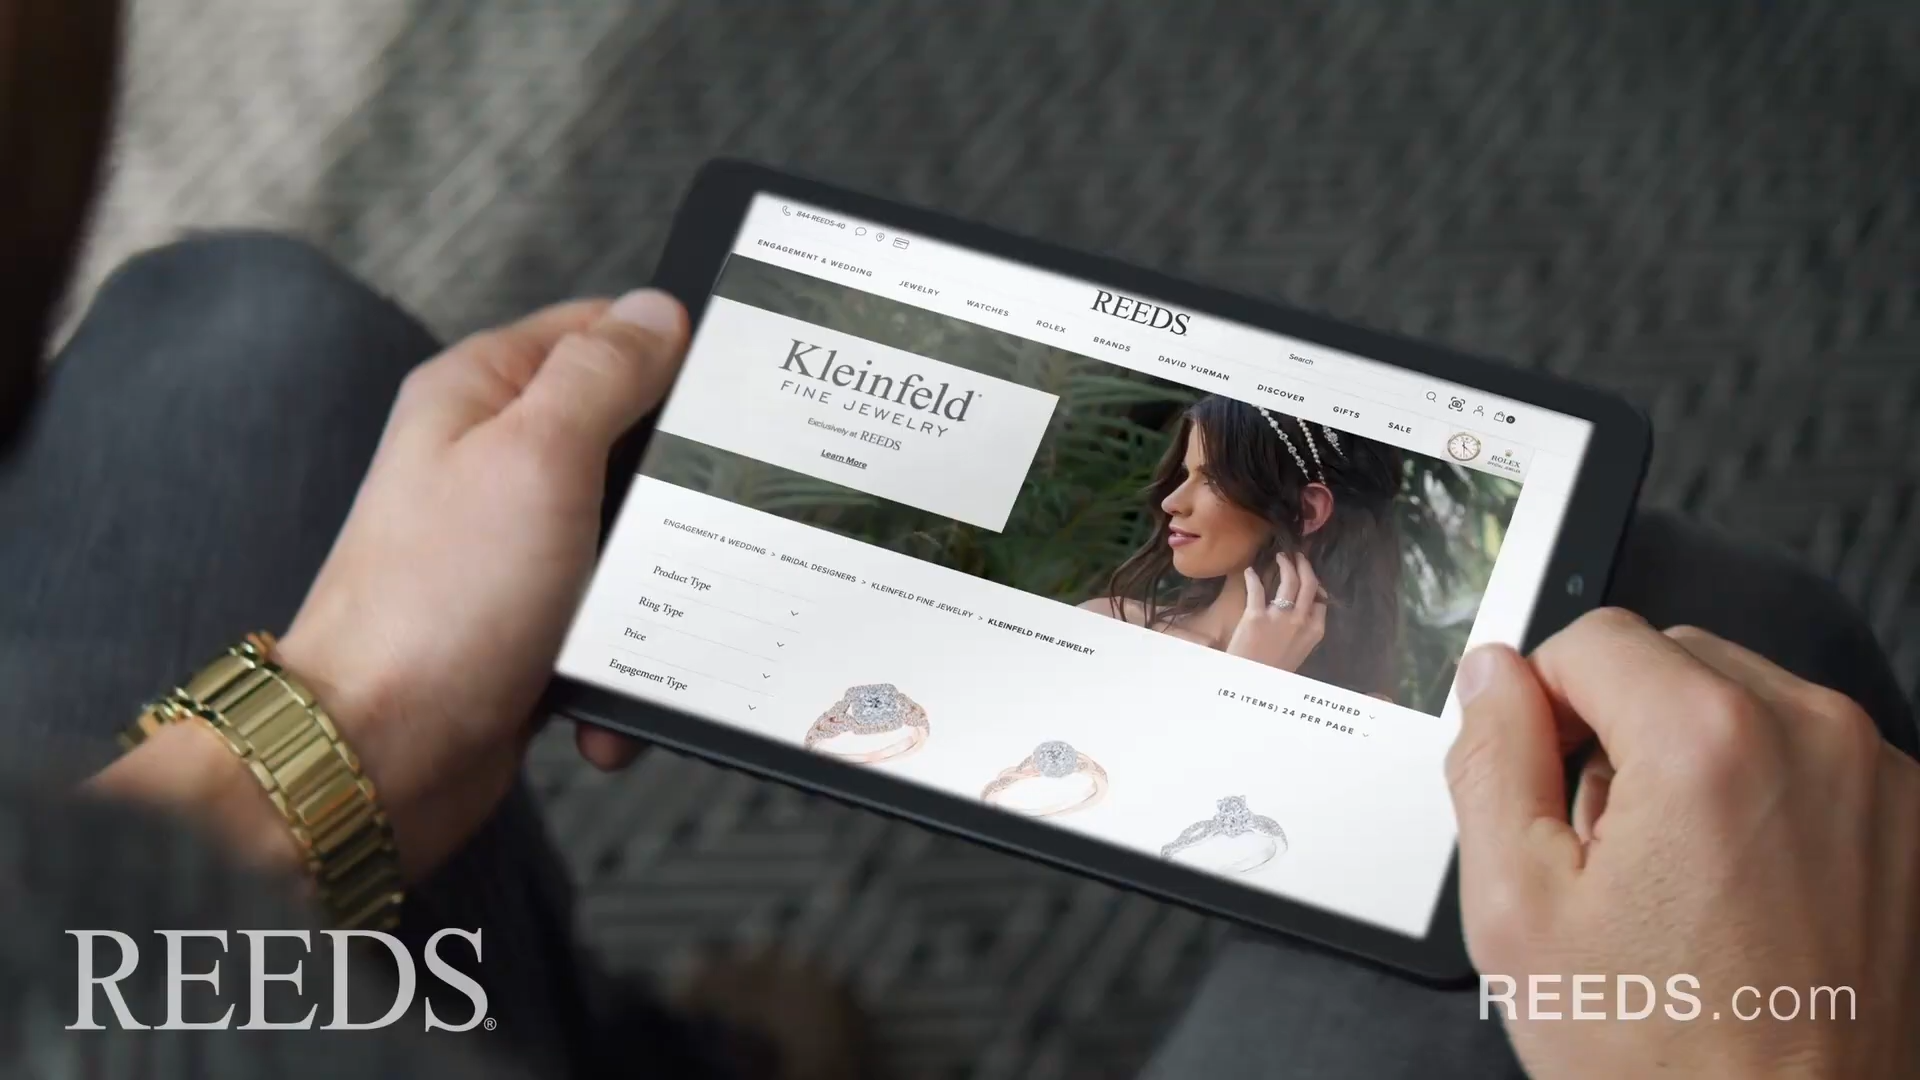 844-REEDS-40
REEDS
Search
ENGAGEMENT & WEDDING
JEWELRY
WATCHES
ROLEX
BRANDS
DAVID YURMAN
DISCOVER
GIFTS
SALE
ROLEX
Kleinfeld
FINE JEWELRY
Exclusively at REEDS
Learn More
ENGAGEMENT & WEDDING > BRIDAL DESIGNERS > KLEINFELD FINE JEWELRY > KLEINFELD FINE JEWELRY
Product Type
Ring Type
Price
Engagement Type
FEATURED
(82 ITEMS) 24 PER PAGE
REEDS®
REEDS.com